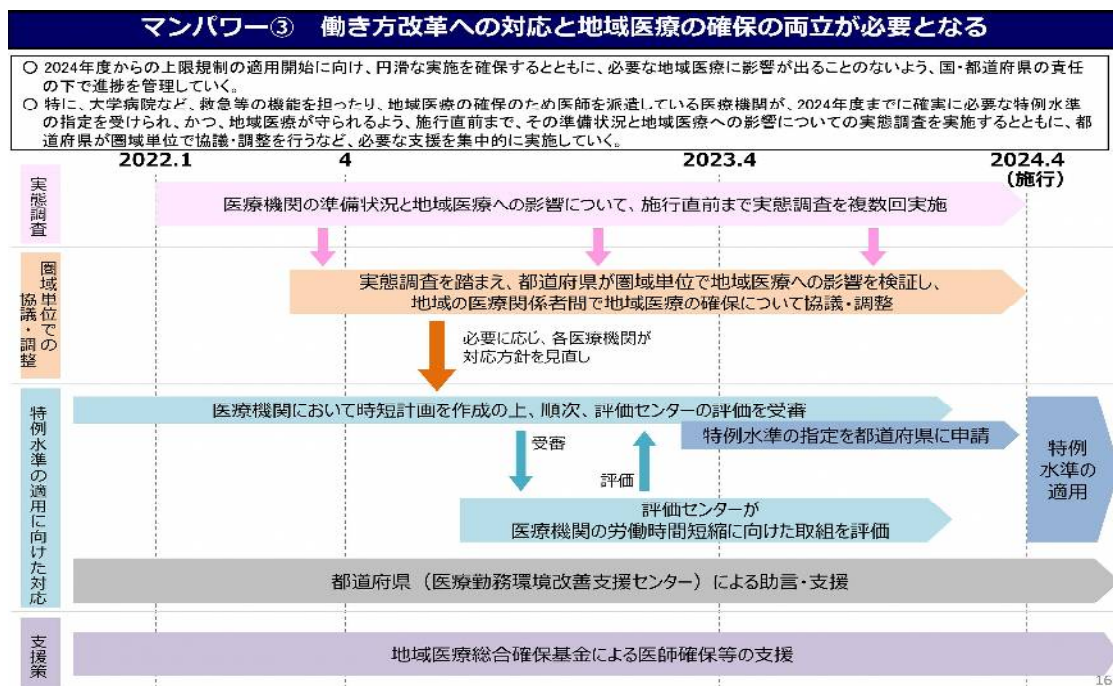 マンパワー③ 働き方改革への対応と地域医療の確保の両立が必要となる
○ 2024年度からの上限規制の適用開始に向け、円滑な実施を確保するとともに、必要な地域医療に影響が出ることのないよう、国・都道府県の責任
の下で進捗を管理していく。
○ 特に、大学病院など、救急等の機能を担ったり、地域医療の確保のため医師を派遣している医療機関が、2024年度までに確実に必要な特例水準
の指定を受けられ、かつ、地域医療が守られるよう、施行直前まで、その準備状況と地域医療への影響についての実態調査を実施するとともに、都
道府県が圏域単位で協議・調整を行うなど、必要な支援を集中的に実施していく。
2022.1 4 2023.4 2024.4
(施行)
実態調査
医療機関の準備状況と地域医療への影響について、施行直前まで実態調査を複数回実施
圏域単位での
協議・調整
実態調査を踏まえ、都道府県が圏域単位で地域医療への影響を検証し、
地域の医療関係者間で地域医療の確保について協議・調整
必要に応じ、各医療機関が
対応方針を見直し
特例水準の適用に向けた対応
医療機関において時短計画を作成の上、順次、評価センターの評価を受審
特例水準の指定を都道府県に申請
特例
水準の
適用
受審
評価
評価センターが
医療機関の労働時間短縮に向けた取組を評価
都道府県（医療勤務環境改善支援センター）による助言・支援
支援策
地域医療総合確保基金による医師確保等の支援
16